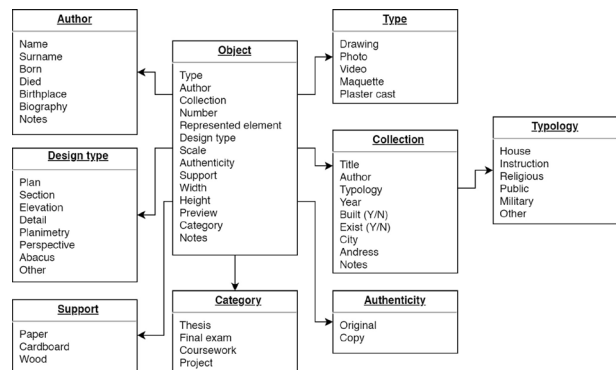 Author
Name
Surname
Born
Died
Birthplace
Biography
Notes
Design type
Plan
Section
Elevation
Detail
Planimetry
Perspective
Abacus
Other
Support
Paper
Cardboard
Wood
Object
Type
Author
Collection
Number
Represented element
Design type
Scale
Authenticity
Support
Width
Height
Preview
Category
Notes
Category
Thesis
Final exam
Coursework
Project
Type
Drawing
Photo
Video
Maquette
Plaster cast
Collection
Title
Author
Typology
Year
Built (Y/N)
Exist (Y/N)
City
Andress
Notes
Authenticity
Original
Copy
Typology
House
Instruction
Religious
Public
Military
Other